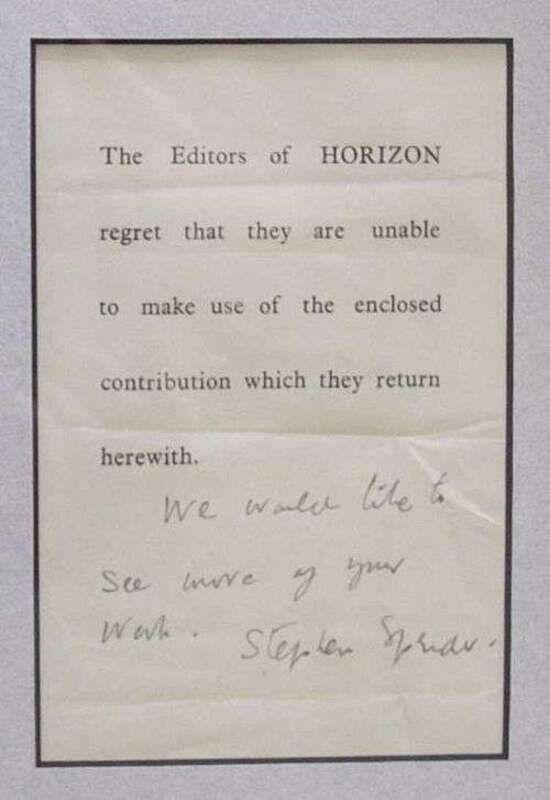 The Editors of HORIZON
regret that they are unable
to make use of the enclosed
contribution which they return
herewith.
We would like to
see more of your
work. Stephen Spender.